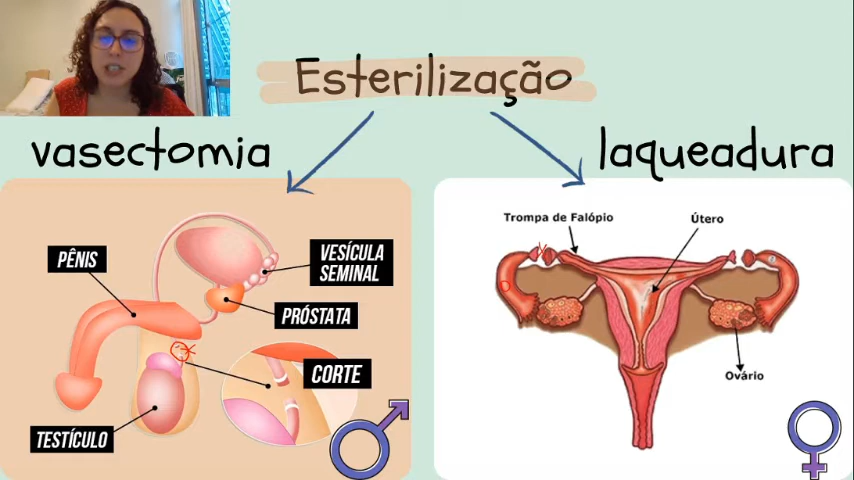 Esterilização
vasectomia
laqueadura
PÊNIS
VESÍCULA
SEMINAL
PRÓSTATA
CORTE
TESTÍCULO
Trompa de Falópio
Útero
Ovário